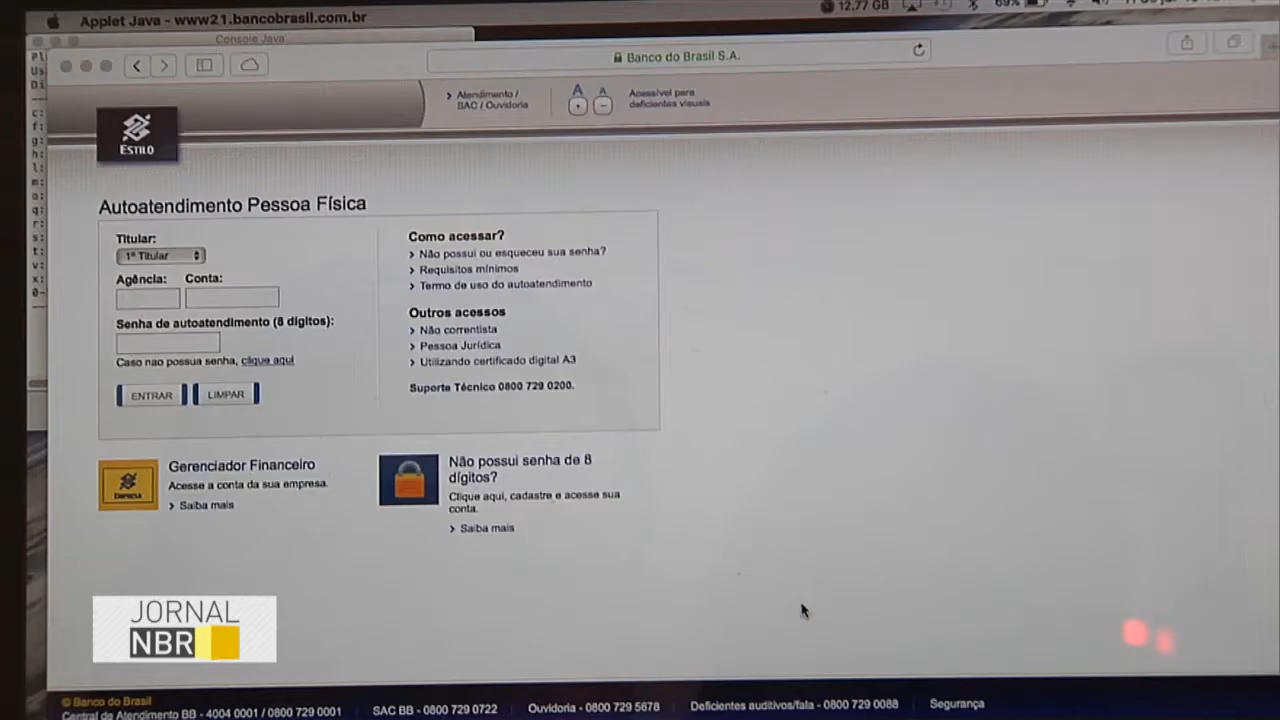 Applet Java - www21.bancobrasil.com.br
12,77 GB
69%
Console Java
Banco do Brasil S.A.
Atendimento /
SAC / Ouvidoria
A A
Acessível para
deficientes visuais
ESTILO
Autoatendimento Pessoa Física
Titular:
1º Titular
Agência: Conta:
Senha de autoatendimento (8 dígitos):
Caso nao possua senha, clique aqui
ENTRAR LIMPAR
Como acessar?
Não possui ou esqueceu sua senha?
Requisitos mínimos
Termo de uso do autoatendimento
Outros acessos
Não correntista
Pessoa Jurídica
Utilizando certificado digital A3
Suporte Técnico 0800 729 0200.
EMPRESA
Gerenciador Financeiro
Acesse a conta da sua empresa.
Saiba mais
Não possui senha de 8
dígitos?
Clique aqui, cadastre e acesse sua
conta.
Saiba mais
JORNAL
NBR
© Banco do Brasil
Central de Atendimento BB - 4004 0001 / 0800 729 0001
SAC BB - 0800 729 0722
Ouvidoria - 0800 729 5678
Deficientes auditivos/fala - 0800 729 0088
Segurança